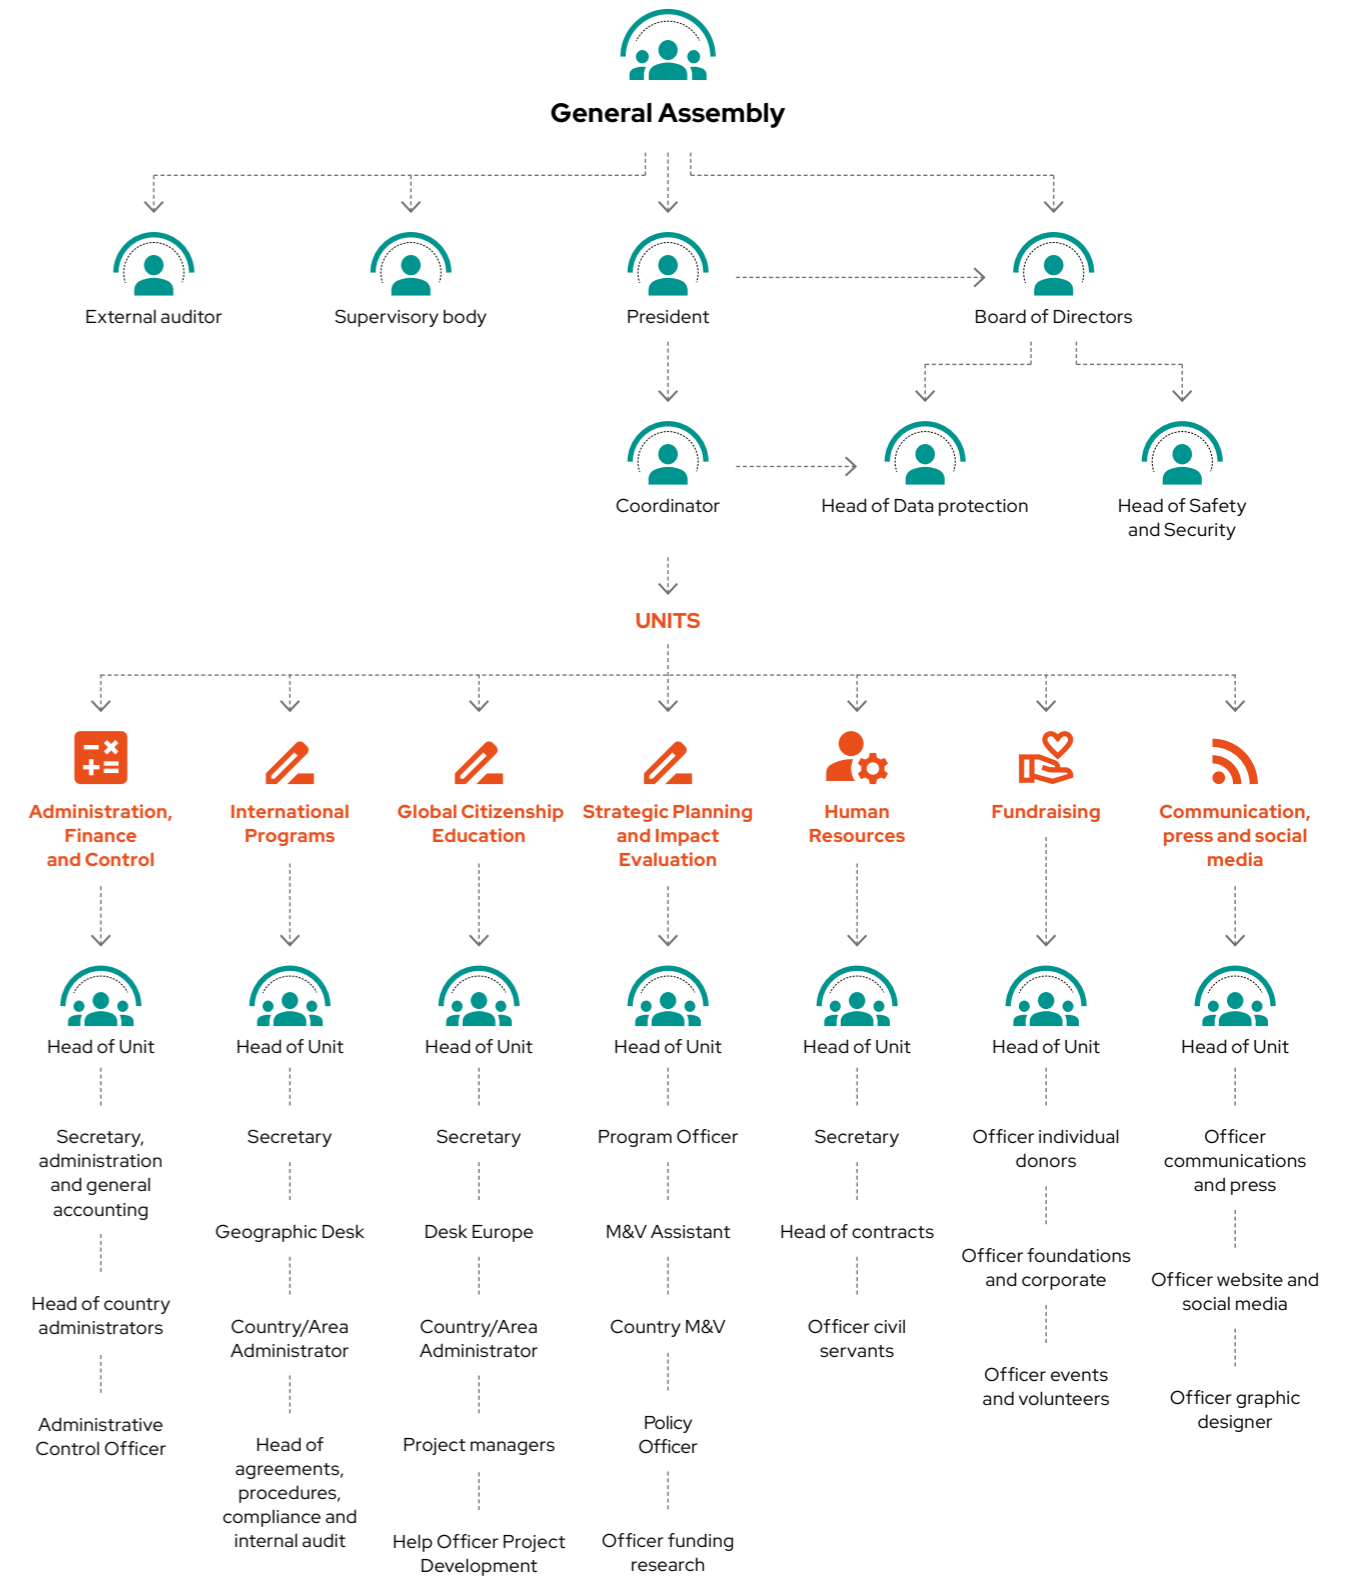 General Assembly
External auditor
Supervisory body
President
Board of Directors
Coordinator
Head of Data protection
Head of Safety
and Security
UNITS
Administration,
Finance
and Control
International
Programs
Global Citizenship
Education
Strategic Planning
and Impact
Evaluation
Human
Resources
Fundraising
Communication,
press and social
media
Head of Unit
Head of Unit
Head of Unit
Head of Unit
Head of Unit
Head of Unit
Head of Unit
Secretary,
administration
and general
accounting
Head of country
administrators
Administrative
Control Officer
Secretary
Geographic Desk
Country/Area
Administrator
Head of
agreements,
procedures,
compliance and
internal audit
Secretary
Desk Europe
Country/Area
Administrator
Project managers
Help Officer Project
Development
Program Officer
M&V Assistant
Country M&V
Policy
Officer
Officer funding
research
Secretary
Head of contracts
Officer civil
servants
Officer individual
donors
Officer foundations
and corporate
Officer events
and volunteers
Officer
communications
and press
Officer website and
social media
Officer graphic
designer